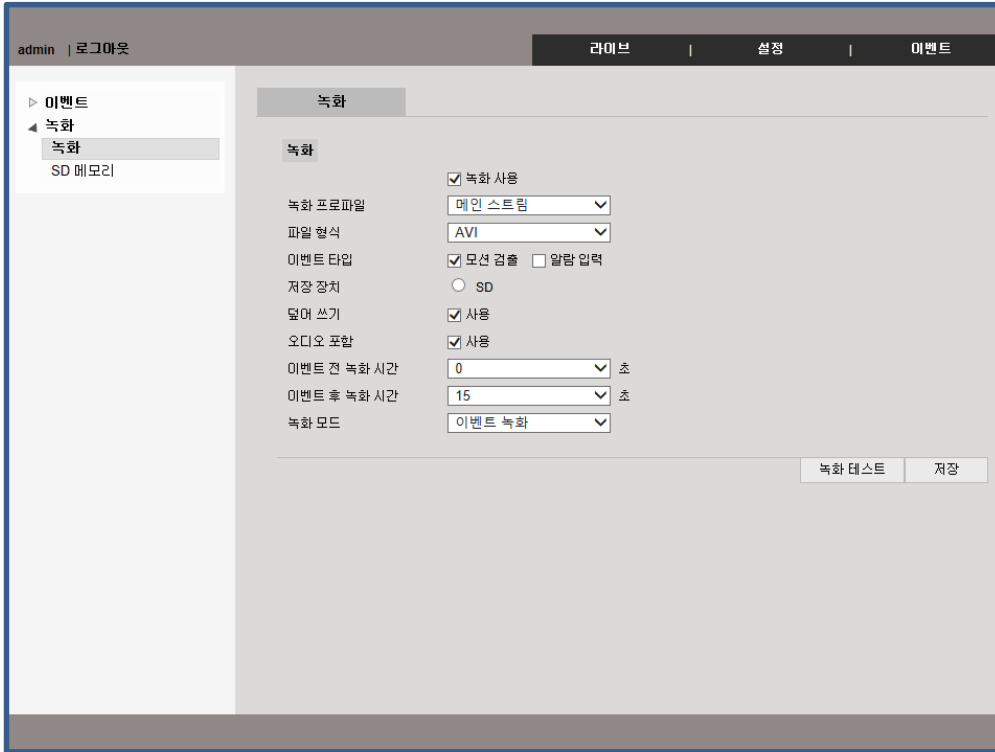 admin | 로그아웃
라이브 | 설정 | 이벤트
이벤트
녹화
녹화
SD 메모리
녹화
녹화
녹화 사용
녹화 프로파일 메인 스트림
파일 형식 AVI
이벤트 타입 모션 검출 알람 입력
저장 장치 SD
덮어 쓰기 사용
오디오 포함 사용
이벤트 전 녹화 시간 0 초
이벤트 후 녹화 시간 15 초
녹화 모드 이벤트 녹화
녹화 테스트 저장